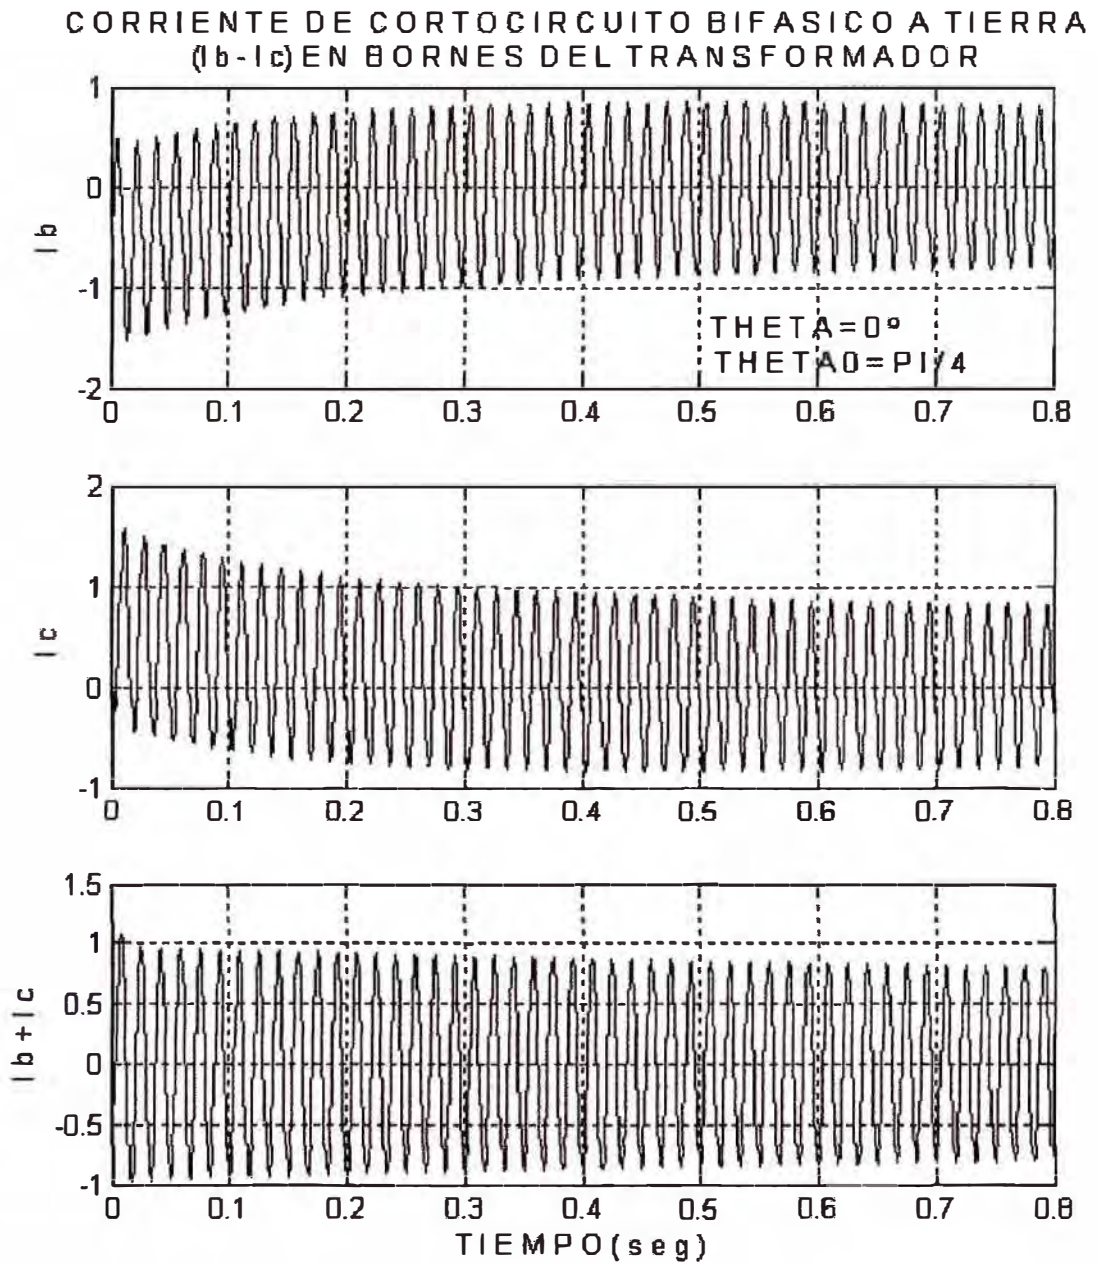 CORRIENTE DE CORTOCIRCUITO BIFASICO A TIERRA
(Ib-Ic) EN BORNES DEL TRANSFORMADOR
1
0
-1
-2
Ib
THETA=0º
THETA0=PI/4
0 0.1 0.2 0.3 0.4 0.5 0.6 0.7 0.8
2
1
0
-1
Ic
0 0.1 0.2 0.3 0.4 0.5 0.6 0.7 0.8
1.5
1
0.5
0
-0.5
-1
Ib+Ic
0 0.1 0.2 0.3 0.4 0.5 0.6 0.7 0.8
TIEMPO(seg)